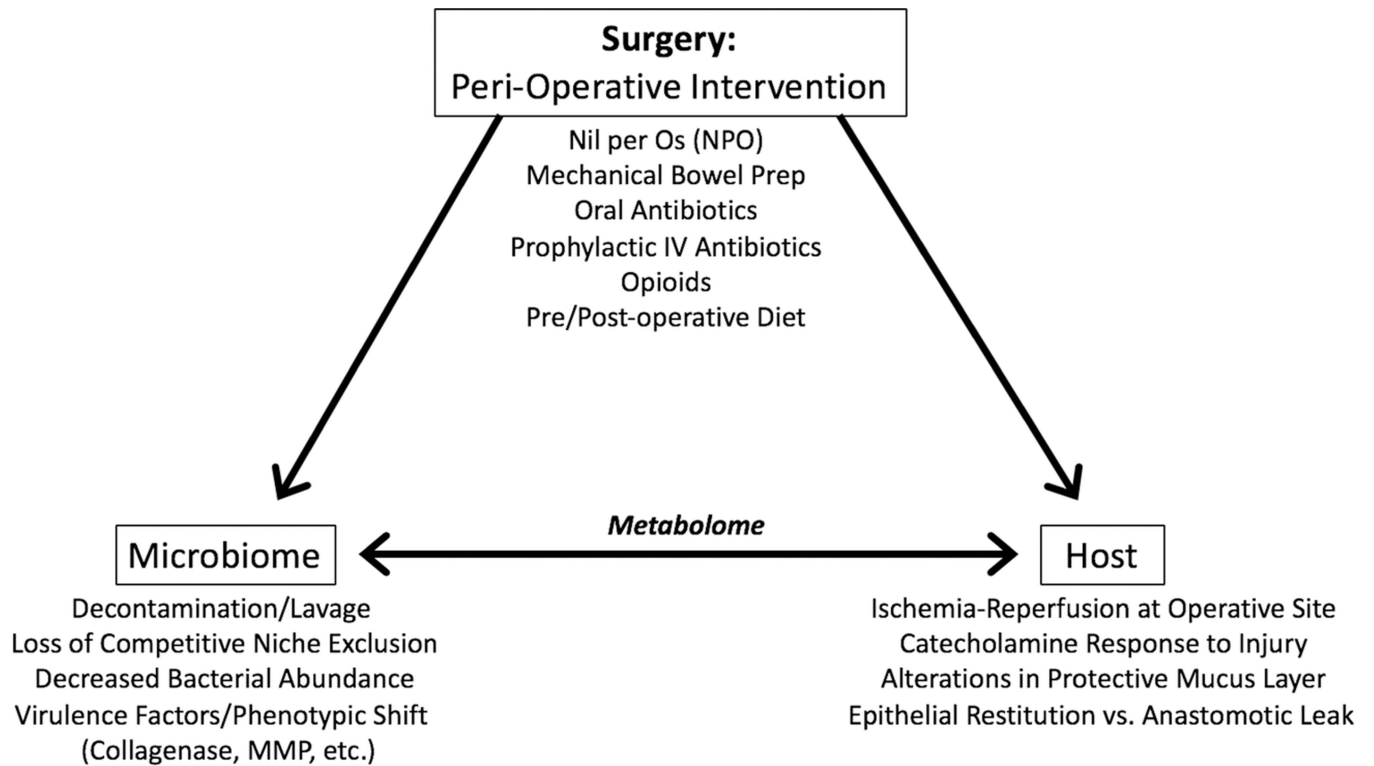 Surgery:
Peri-Operative Intervention
Nil per Os (NPO)
Mechanical Bowel Prep
Oral Antibiotics
Prophylactic IV Antibiotics
Opioids
Pre/Post-operative Diet
Metabolome
Microbiome
Decontamination/Lavage
Loss of Competitive Niche Exclusion
Decreased Bacterial Abundance
Virulence Factors/Phenotypic Shift
(Collagenase, MMP, etc.)
Host
Ischemia-Reperfusion at Operative Site
Catecholamine Response to Injury
Alterations in Protective Mucus Layer
Epithelial Restitution vs. Anastomotic Leak